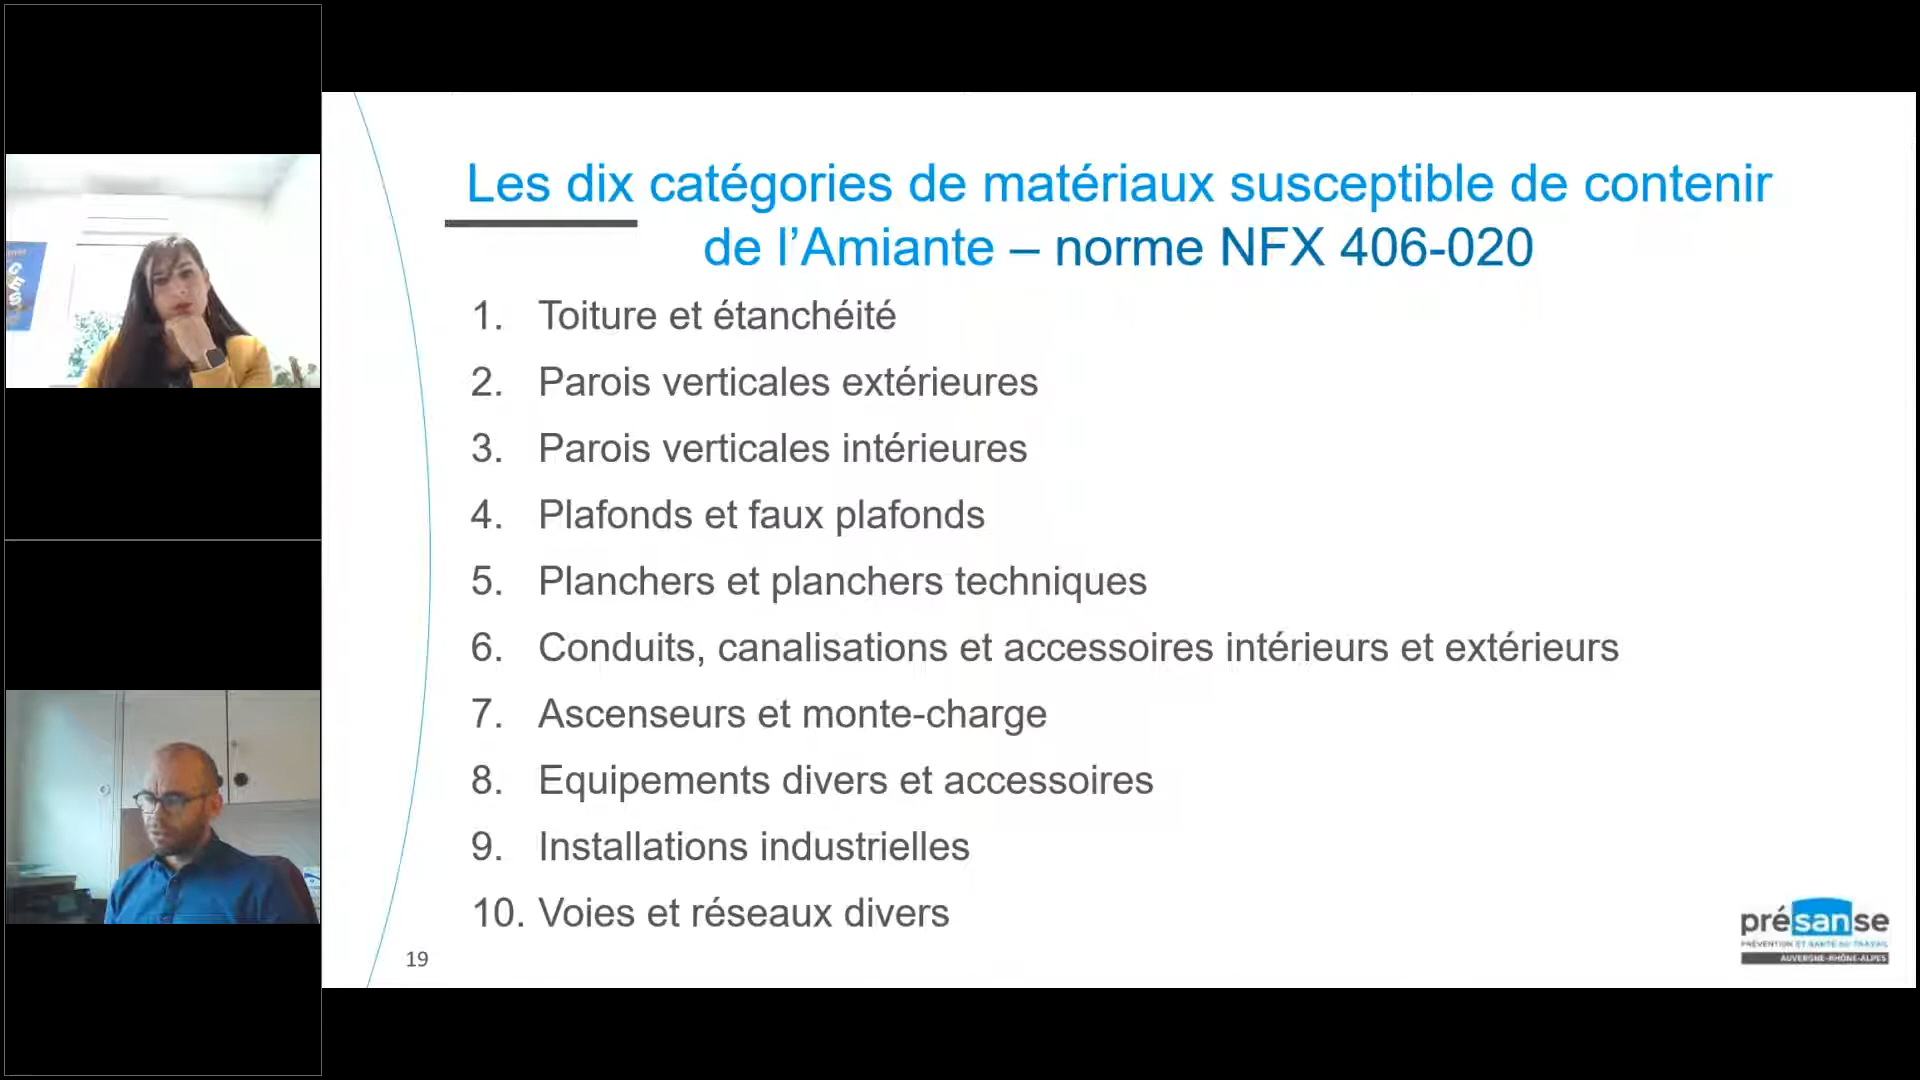 Les dix catégories de matériaux susceptible de contenir
de l’Amiante – norme NFX 406-020
1. Toiture et étanchéité
2. Parois verticales extérieures
3. Parois verticales intérieures
4. Plafonds et faux plafonds
5. Planchers et planchers techniques
6. Conduits, canalisations et accessoires intérieurs et extérieurs
7. Ascenseurs et monte-charge
8. Equipements divers et accessoires
9. Installations industrielles
10. Voies et réseaux divers
19
présanse
PRÉVENTION ET SANTÉ AU TRAVAIL
AUVERGNE-RHÔNE-ALPES